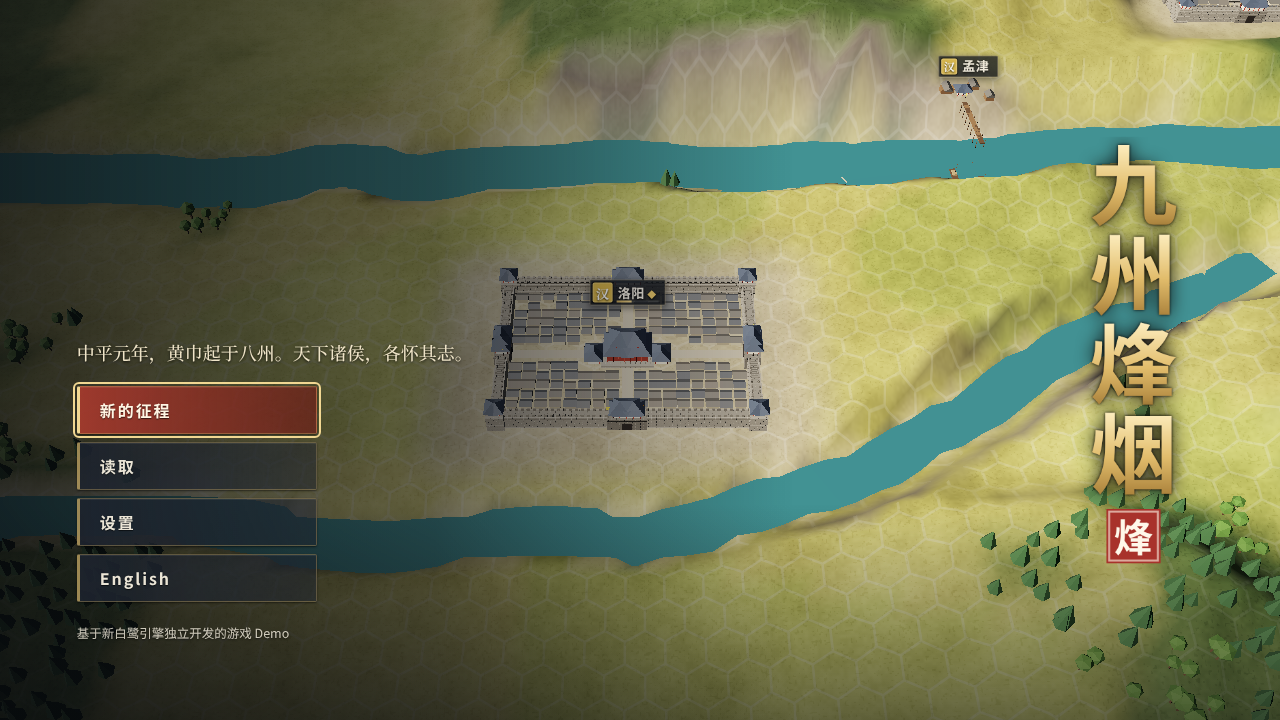 汉 孟津
汉 洛阳
九州烽烟
烽
中平元年，黄巾起于八州。天下诸侯，各怀其志。
新的征程
读取
设置
English
基于新白鹭引擎独立开发的游戏 Demo